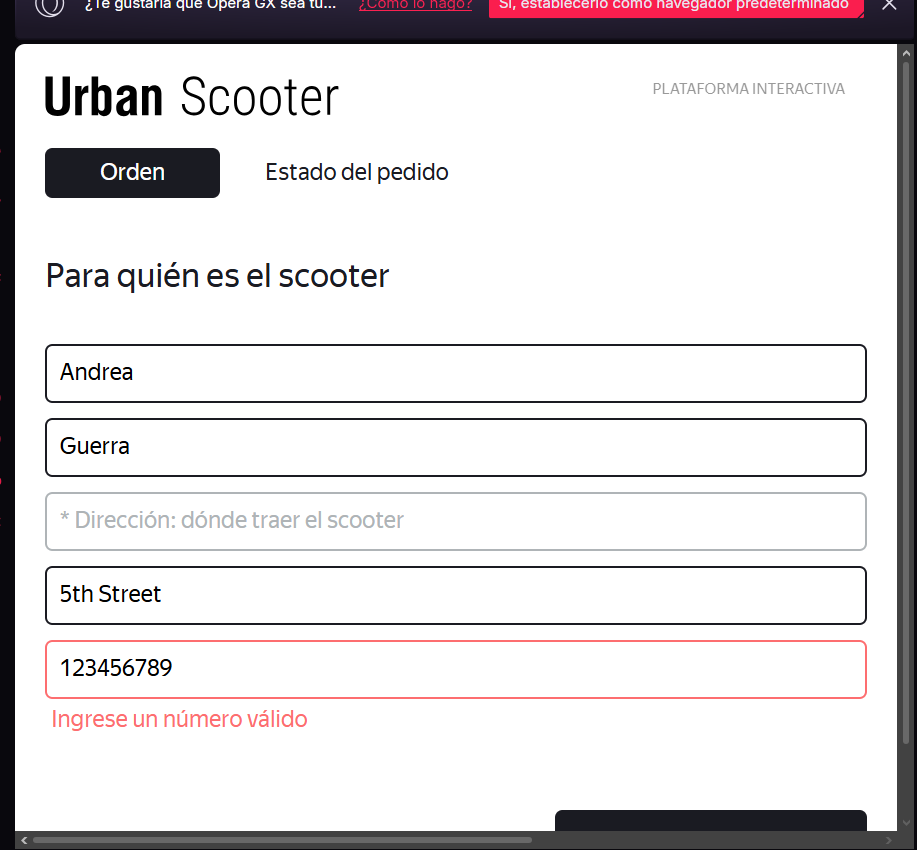 ¿Te gustaría que Opera GX sea tu... ¿Cómo lo hago? Sí, establecerlo como navegador predeterminado
Urban Scooter
PLATAFORMA INTERACTIVA
Orden
Estado del pedido
Para quién es el scooter
Andrea
Guerra
* Dirección: dónde traer el scooter
5th Street
123456789
Ingrese un número válido